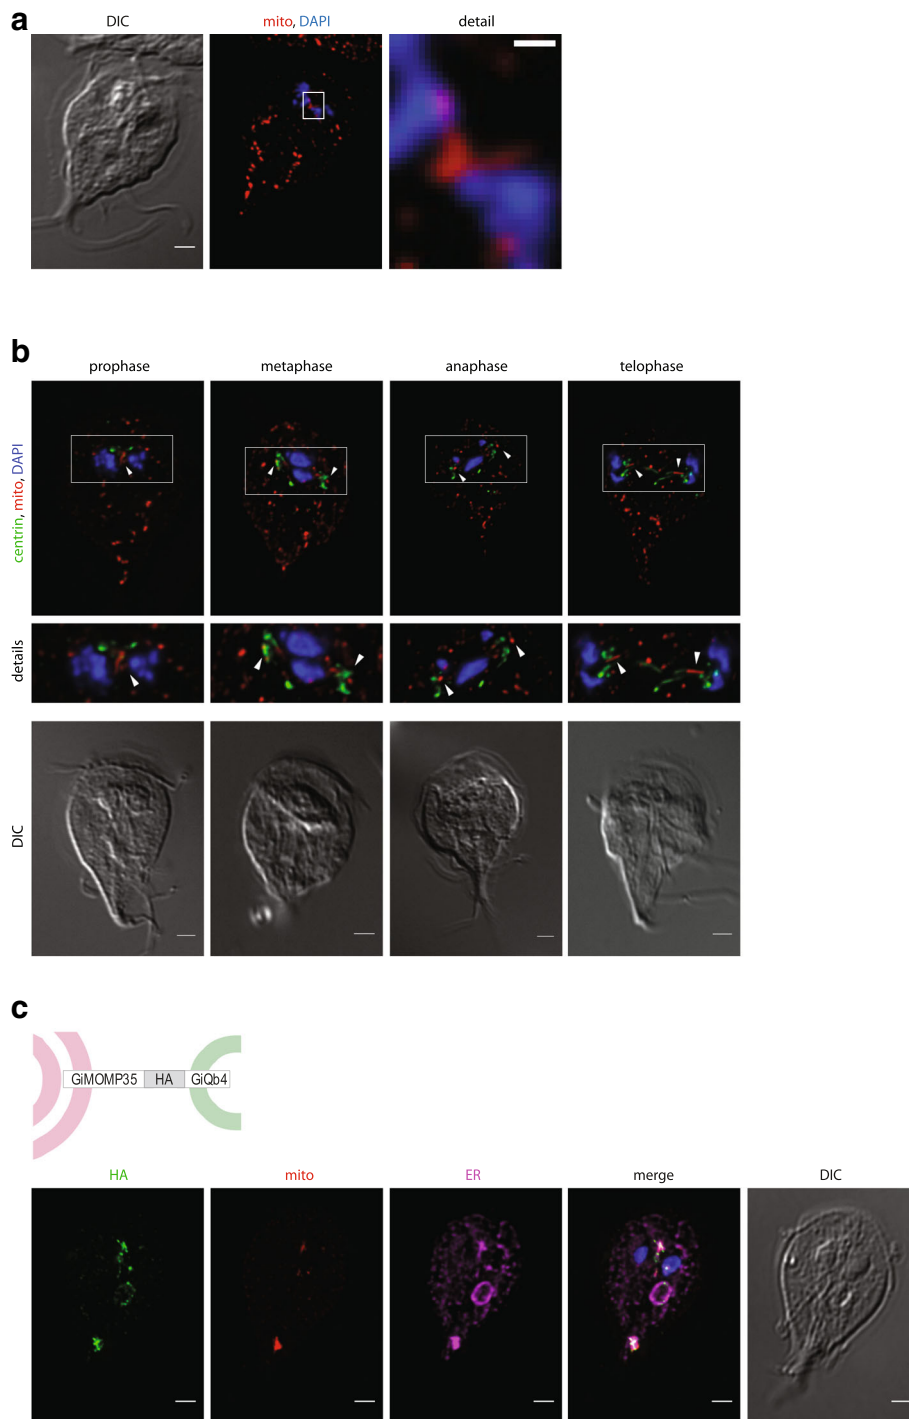 a
DIC
mito, DAPI
detail
b
prophase
metaphase
anaphase
telophase
centrin, mito, DAPI
details
DIC
c
GiMOMP35
HA
GiQb4
HA
mito
ER
merge
DIC